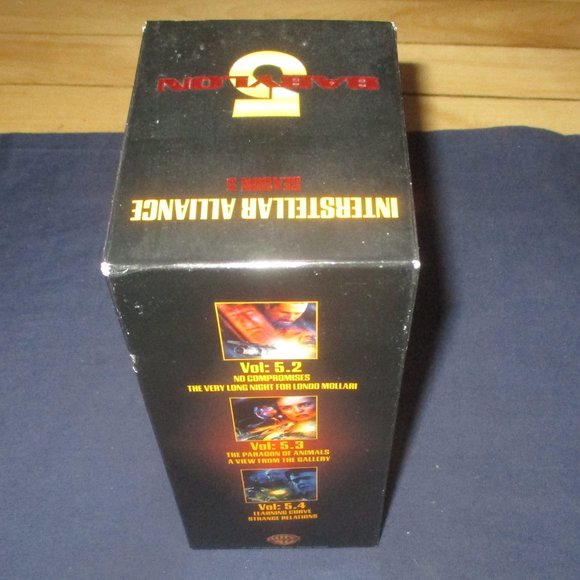 BABYLON
5
SEASON 5
INTERSTELLAR ALLIANCE
Vol: 5.2
NO COMPROMISES
THE VERY LONG NIGHT FOR LONDO MOLLARI
Vol: 5.3
THE PARAGON OF ANIMALS
A VIEW FROM THE GALLERY
Vol: 5.4
LEARNING CURVE
STRANGE RELATIONS